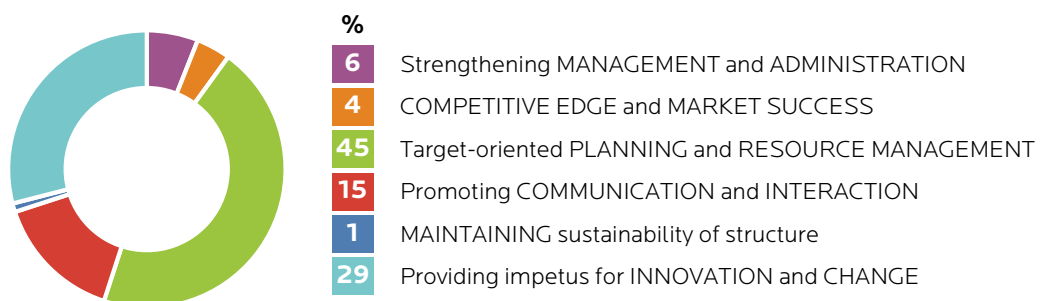 %
6 Strengthening MANAGEMENT and ADMINISTRATION
4 COMPETITIVE EDGE and MARKET SUCCESS
45 Target-oriented PLANNING and RESOURCE MANAGEMENT
15 Promoting COMMUNICATION and INTERACTION
1 MAINTAINING sustainability of structure
29 Providing impetus for INNOVATION and CHANGE